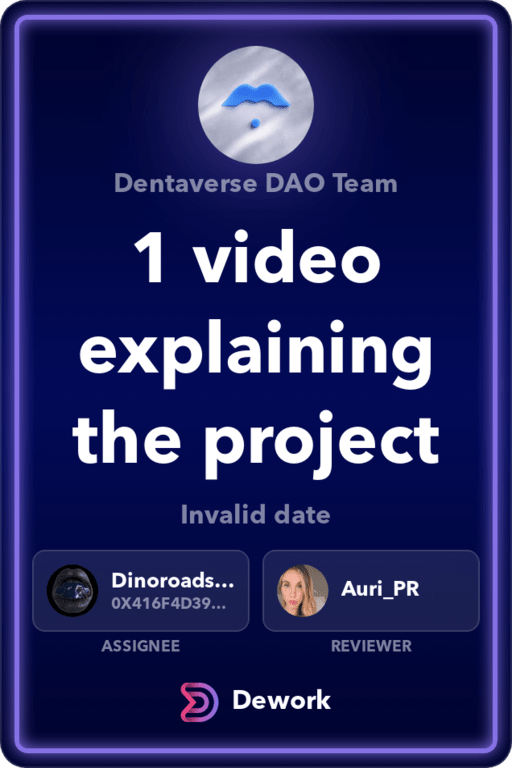 Dentaverse DAO Team
1 video
explaining
the project
Invalid date
Dinoroads...
0X416F4D39...
Auri_PR
ASSIGNEE
REVIEWER
Dework